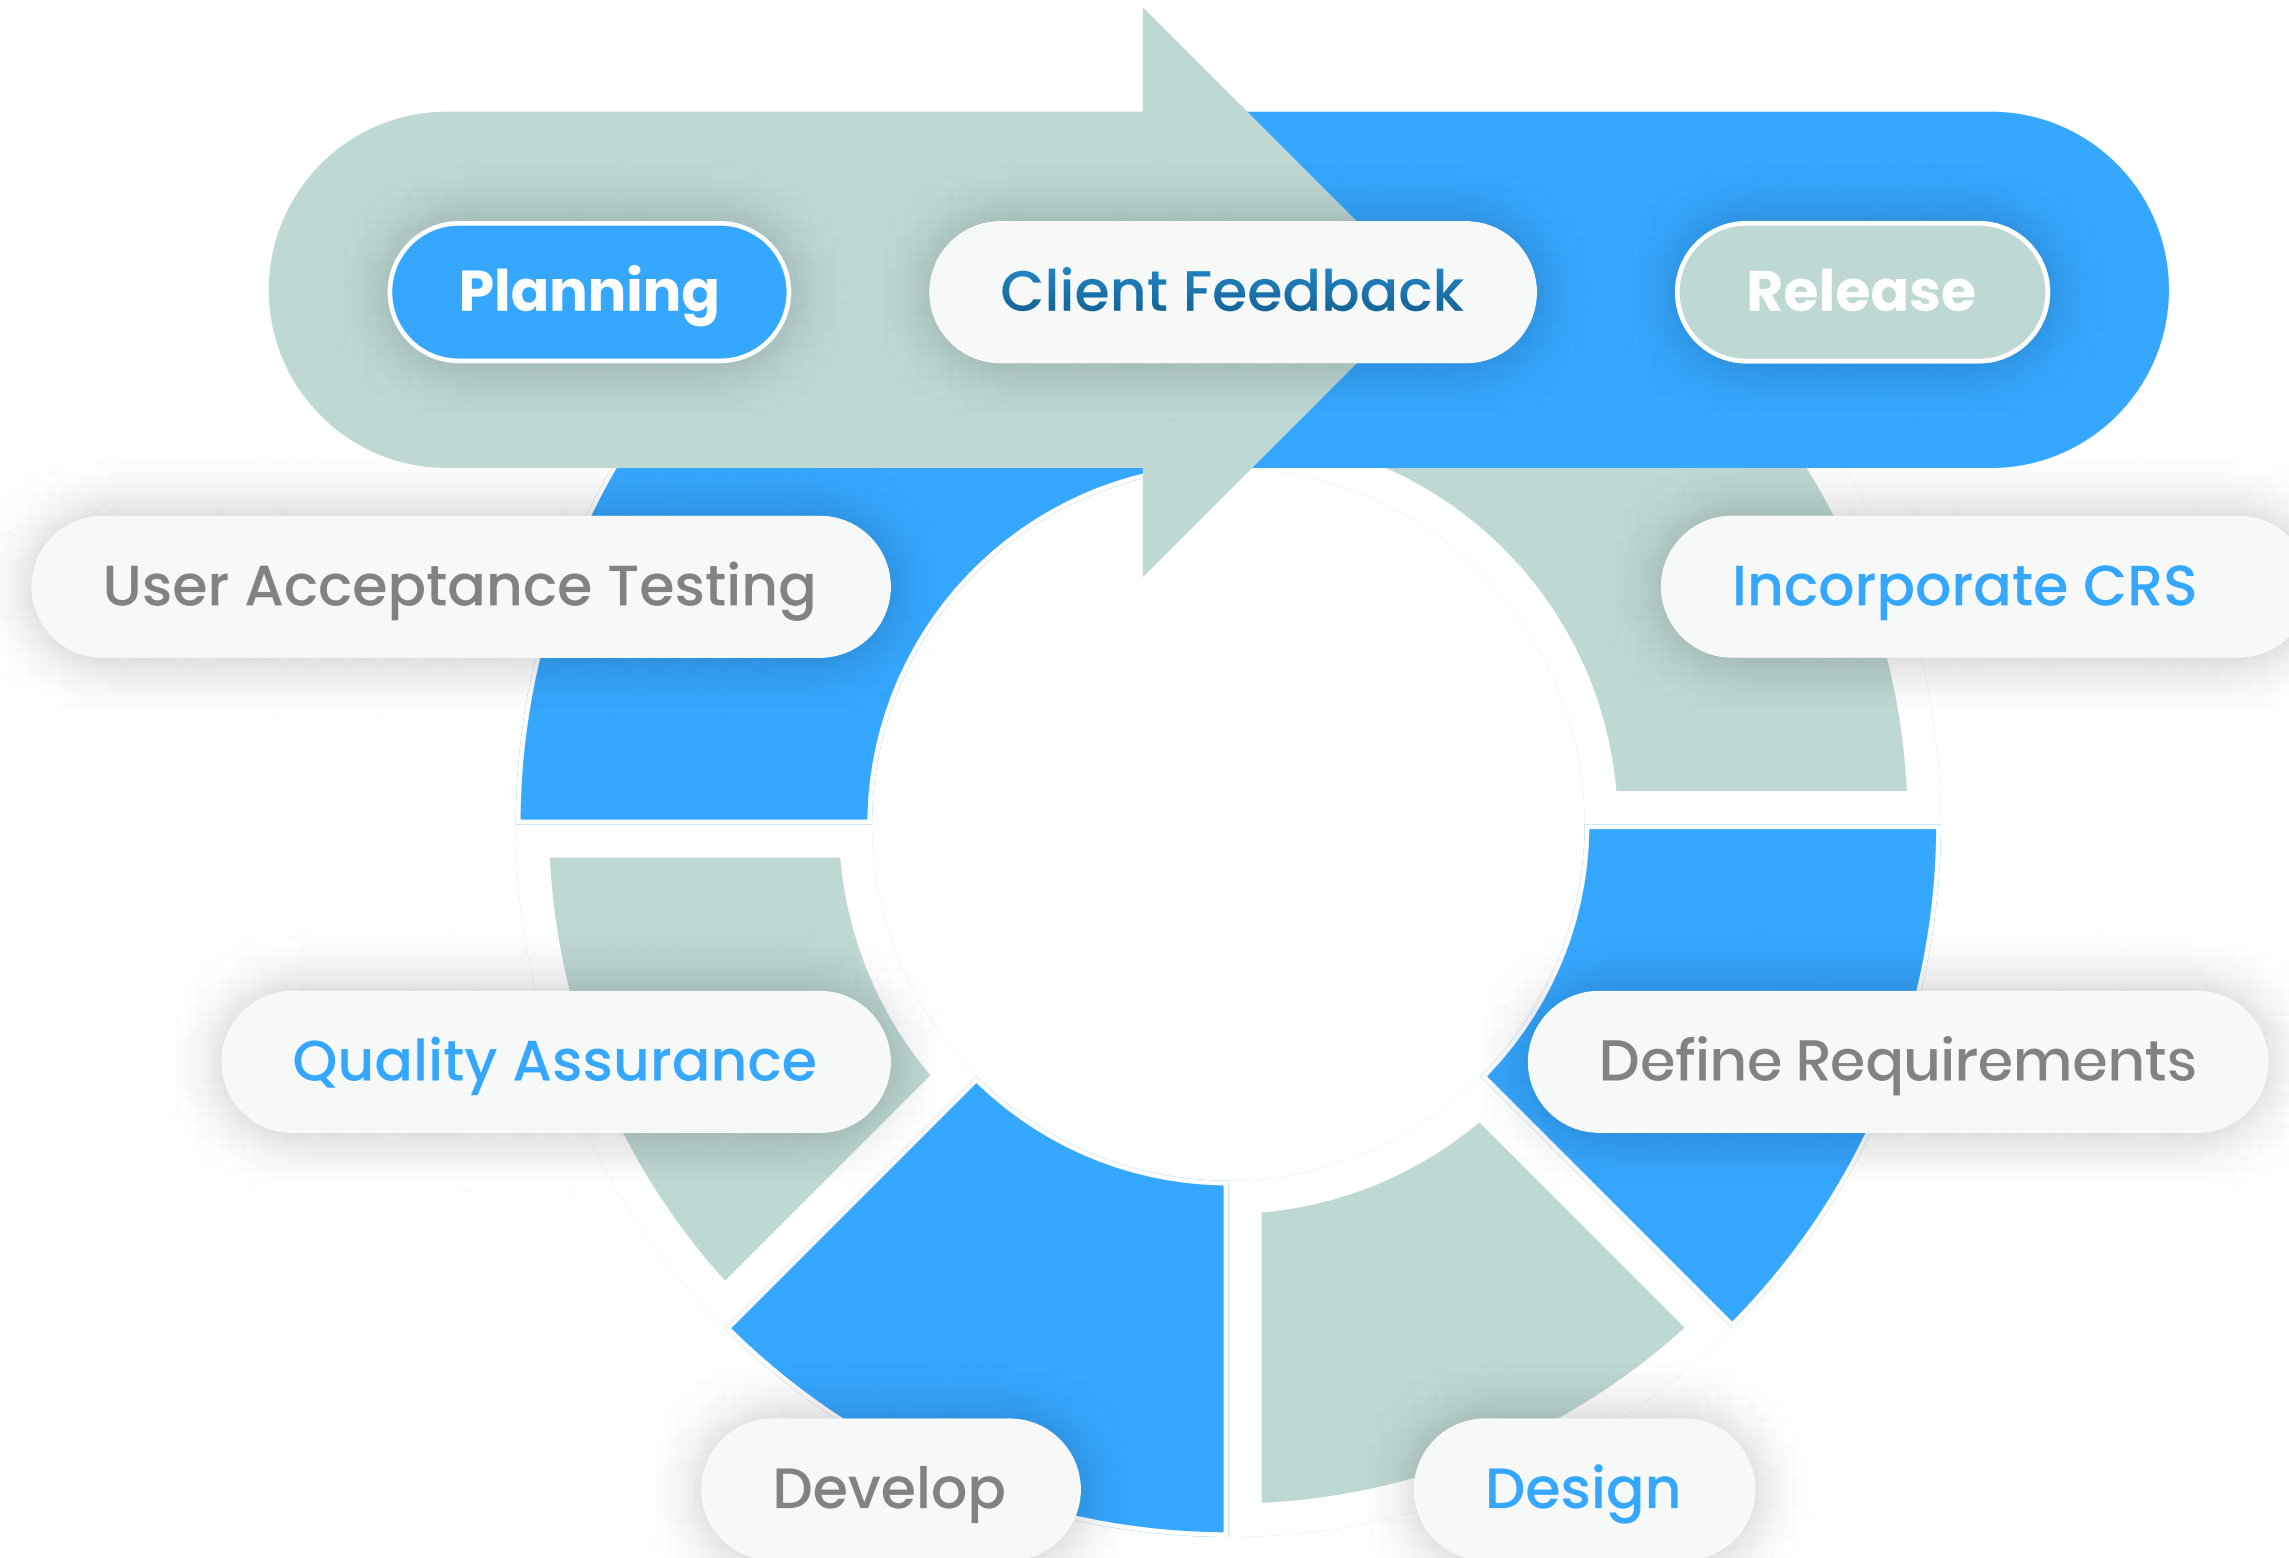 Planning
Client Feedback
Release
User Acceptance Testing
Incorporate CRS
Quality Assurance
Define Requirements
Develop
Design